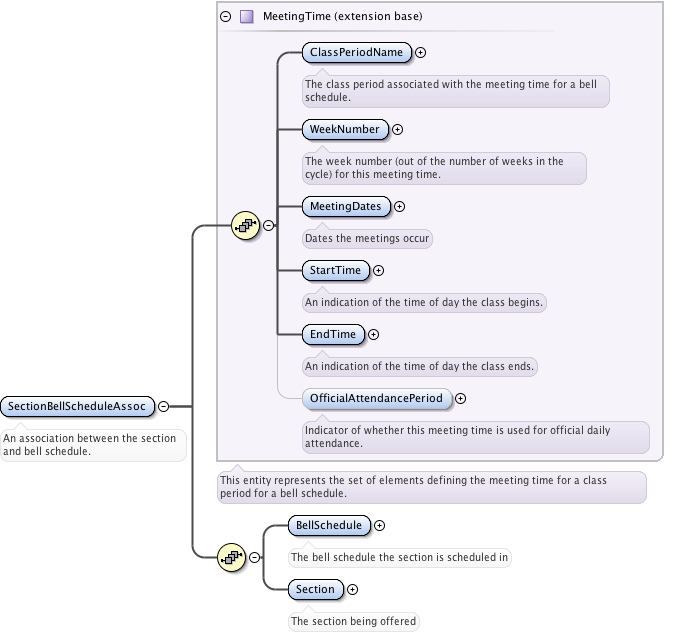 MeetingTime (extension base)
ClassPeriodName
The class period associated with the meeting time for a bell
schedule.
WeekNumber
The week number (out of the number of weeks in the
cycle) for this meeting time.
MeetingDates
Dates the meetings occur
StartTime
An indication of the time of day the class begins.
EndTime
An indication of the time of day the class ends.
OfficialAttendancePeriod
Indicator of whether this meeting time is used for official daily
attendance.
SectionBellScheduleAssoc
An association between the section
and bell schedule.
This entity represents the set of elements defining the meeting time for a class
period for a bell schedule.
BellSchedule
The bell schedule the section is scheduled in
Section
The section being offered